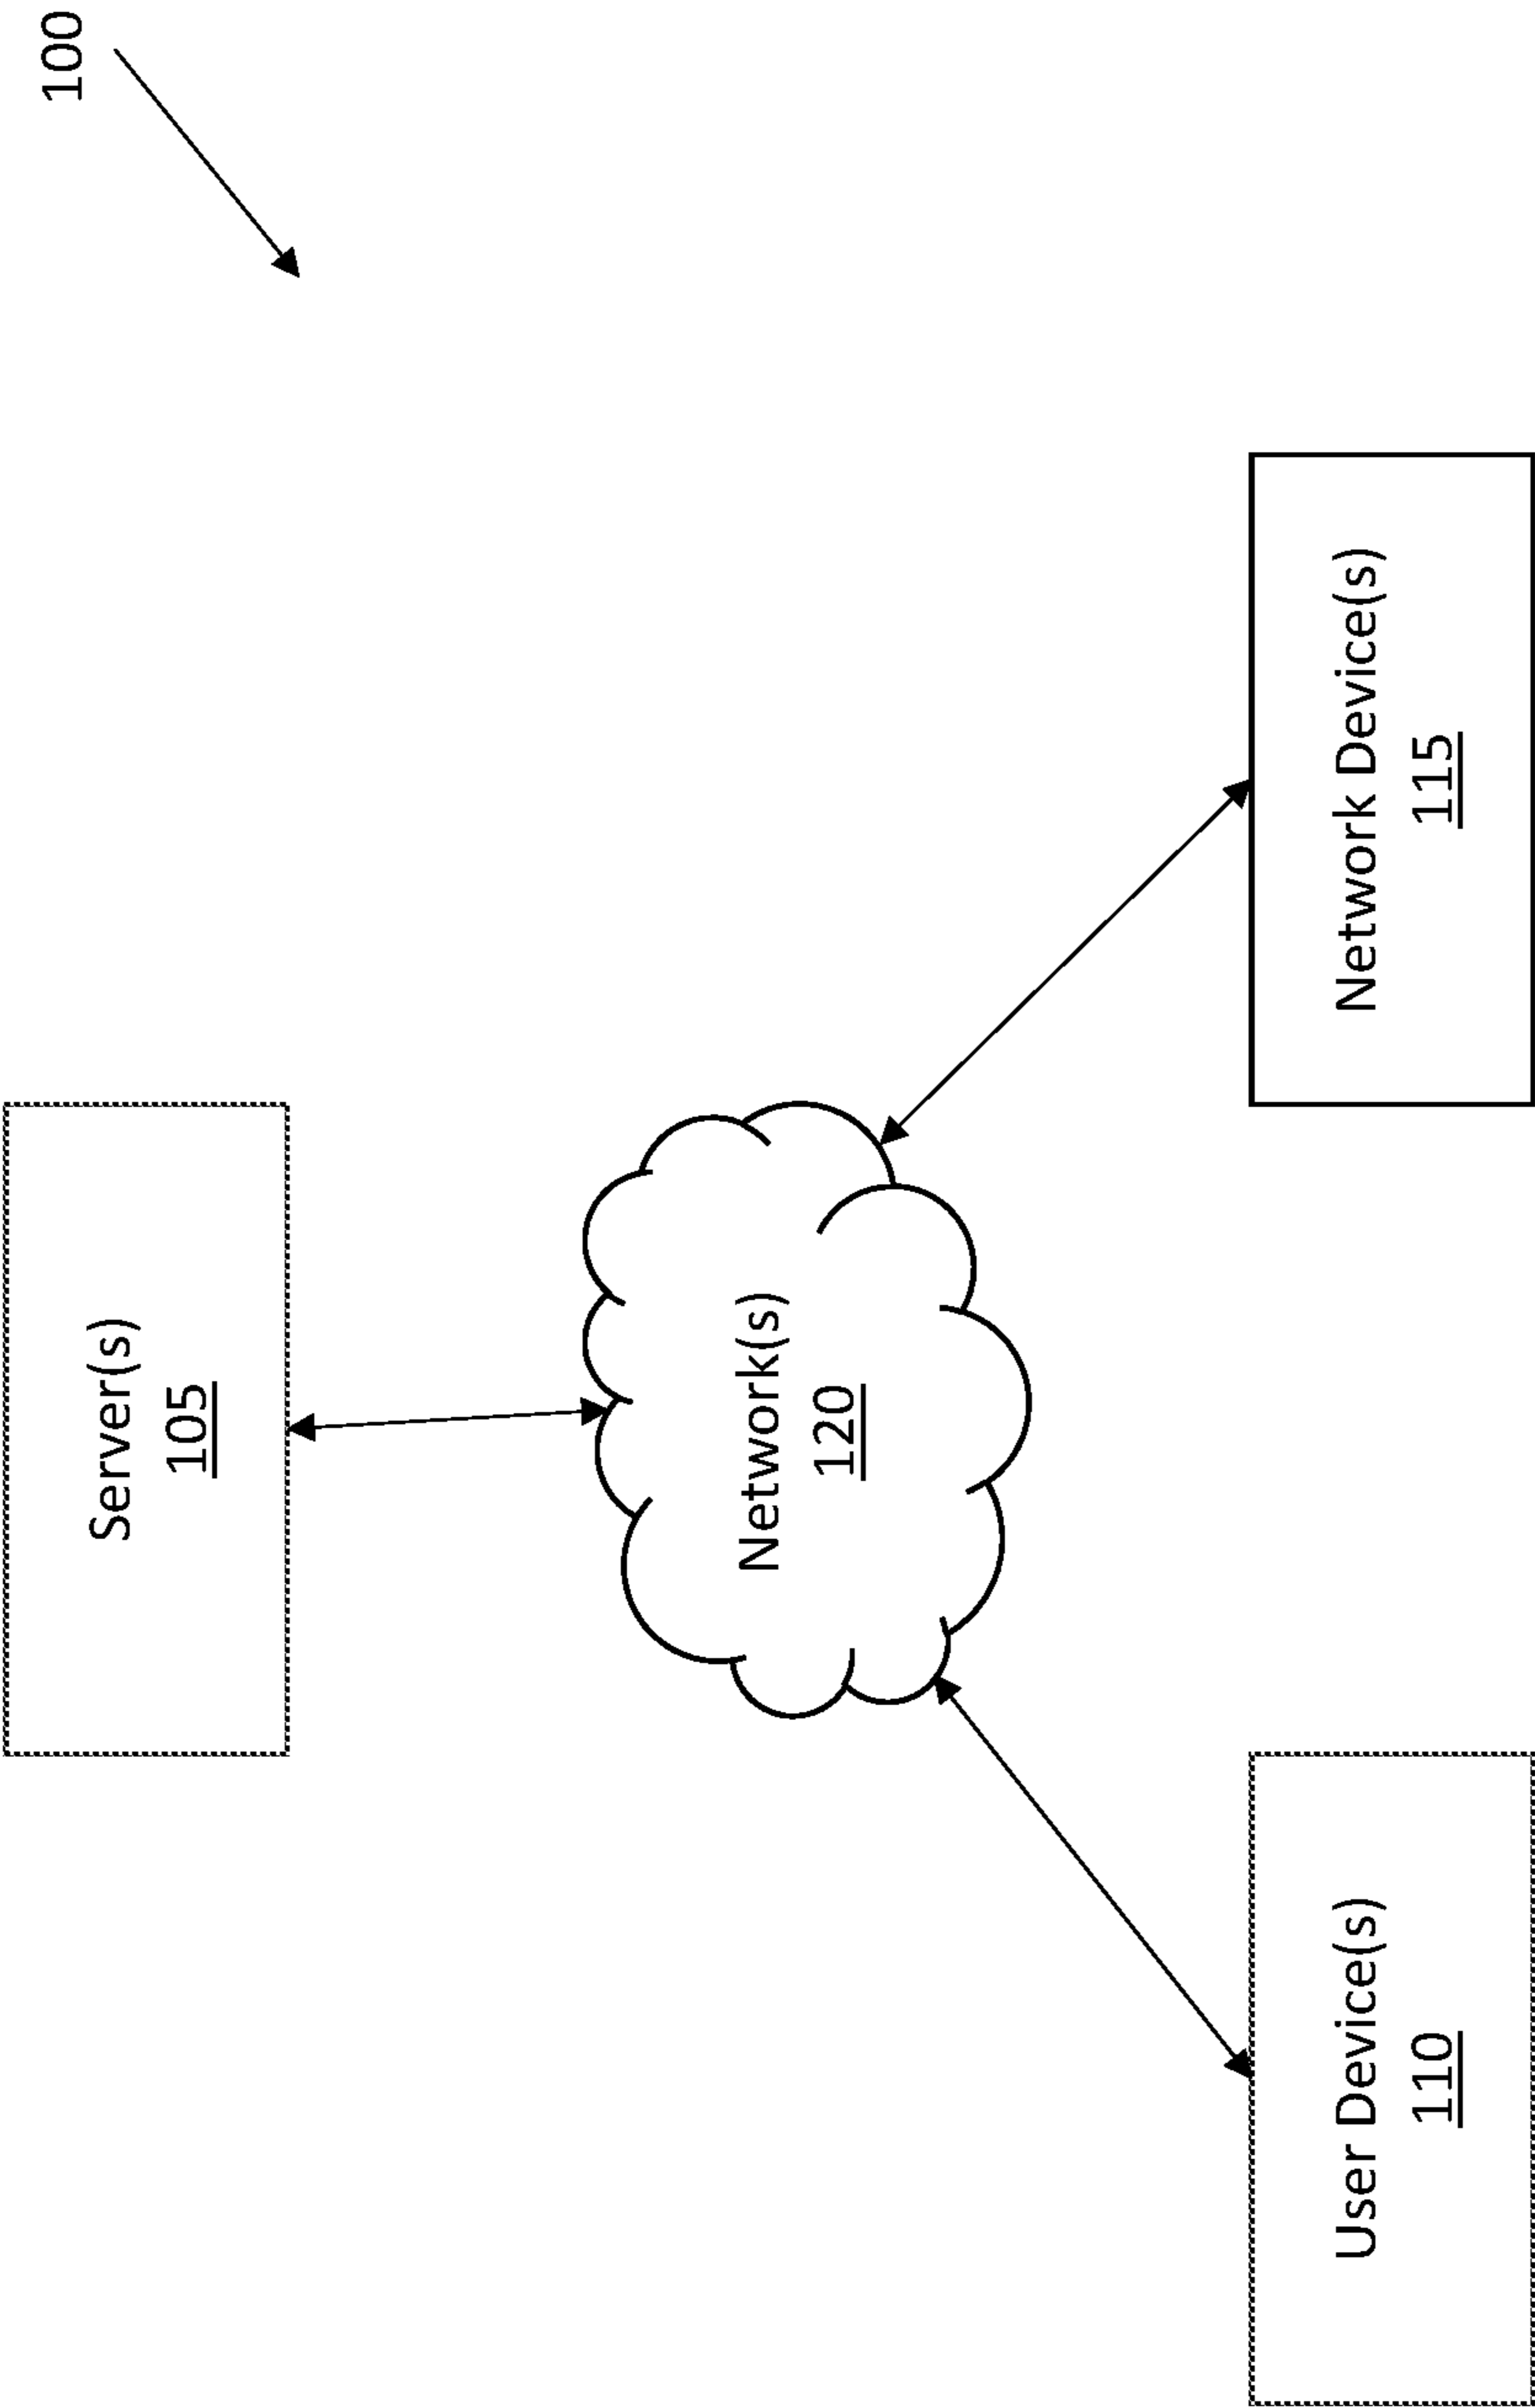 100
Server(s)
105
Network(s)
120
User Device(s)
110
Network Device(s)
115